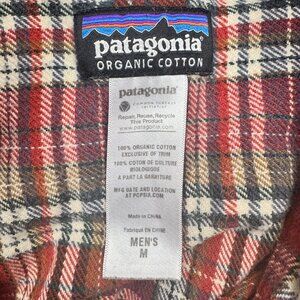 patagonia
ORGANIC COTTON
patagonia
common threads
initiative
Repair, Reuse, Recycle
This Product
www.patagonia.com
100% ORGANIC COTTON
EXCLUSIVE OF TRIM
100% COTON DE CULTURE
BIOLOGIQUE
À PART LA GARNITURE
MFG DATE AND LOCATION
AT POPSIA.COM
Made in CHINA
Fabriqué EN CHINE
MEN'S
M